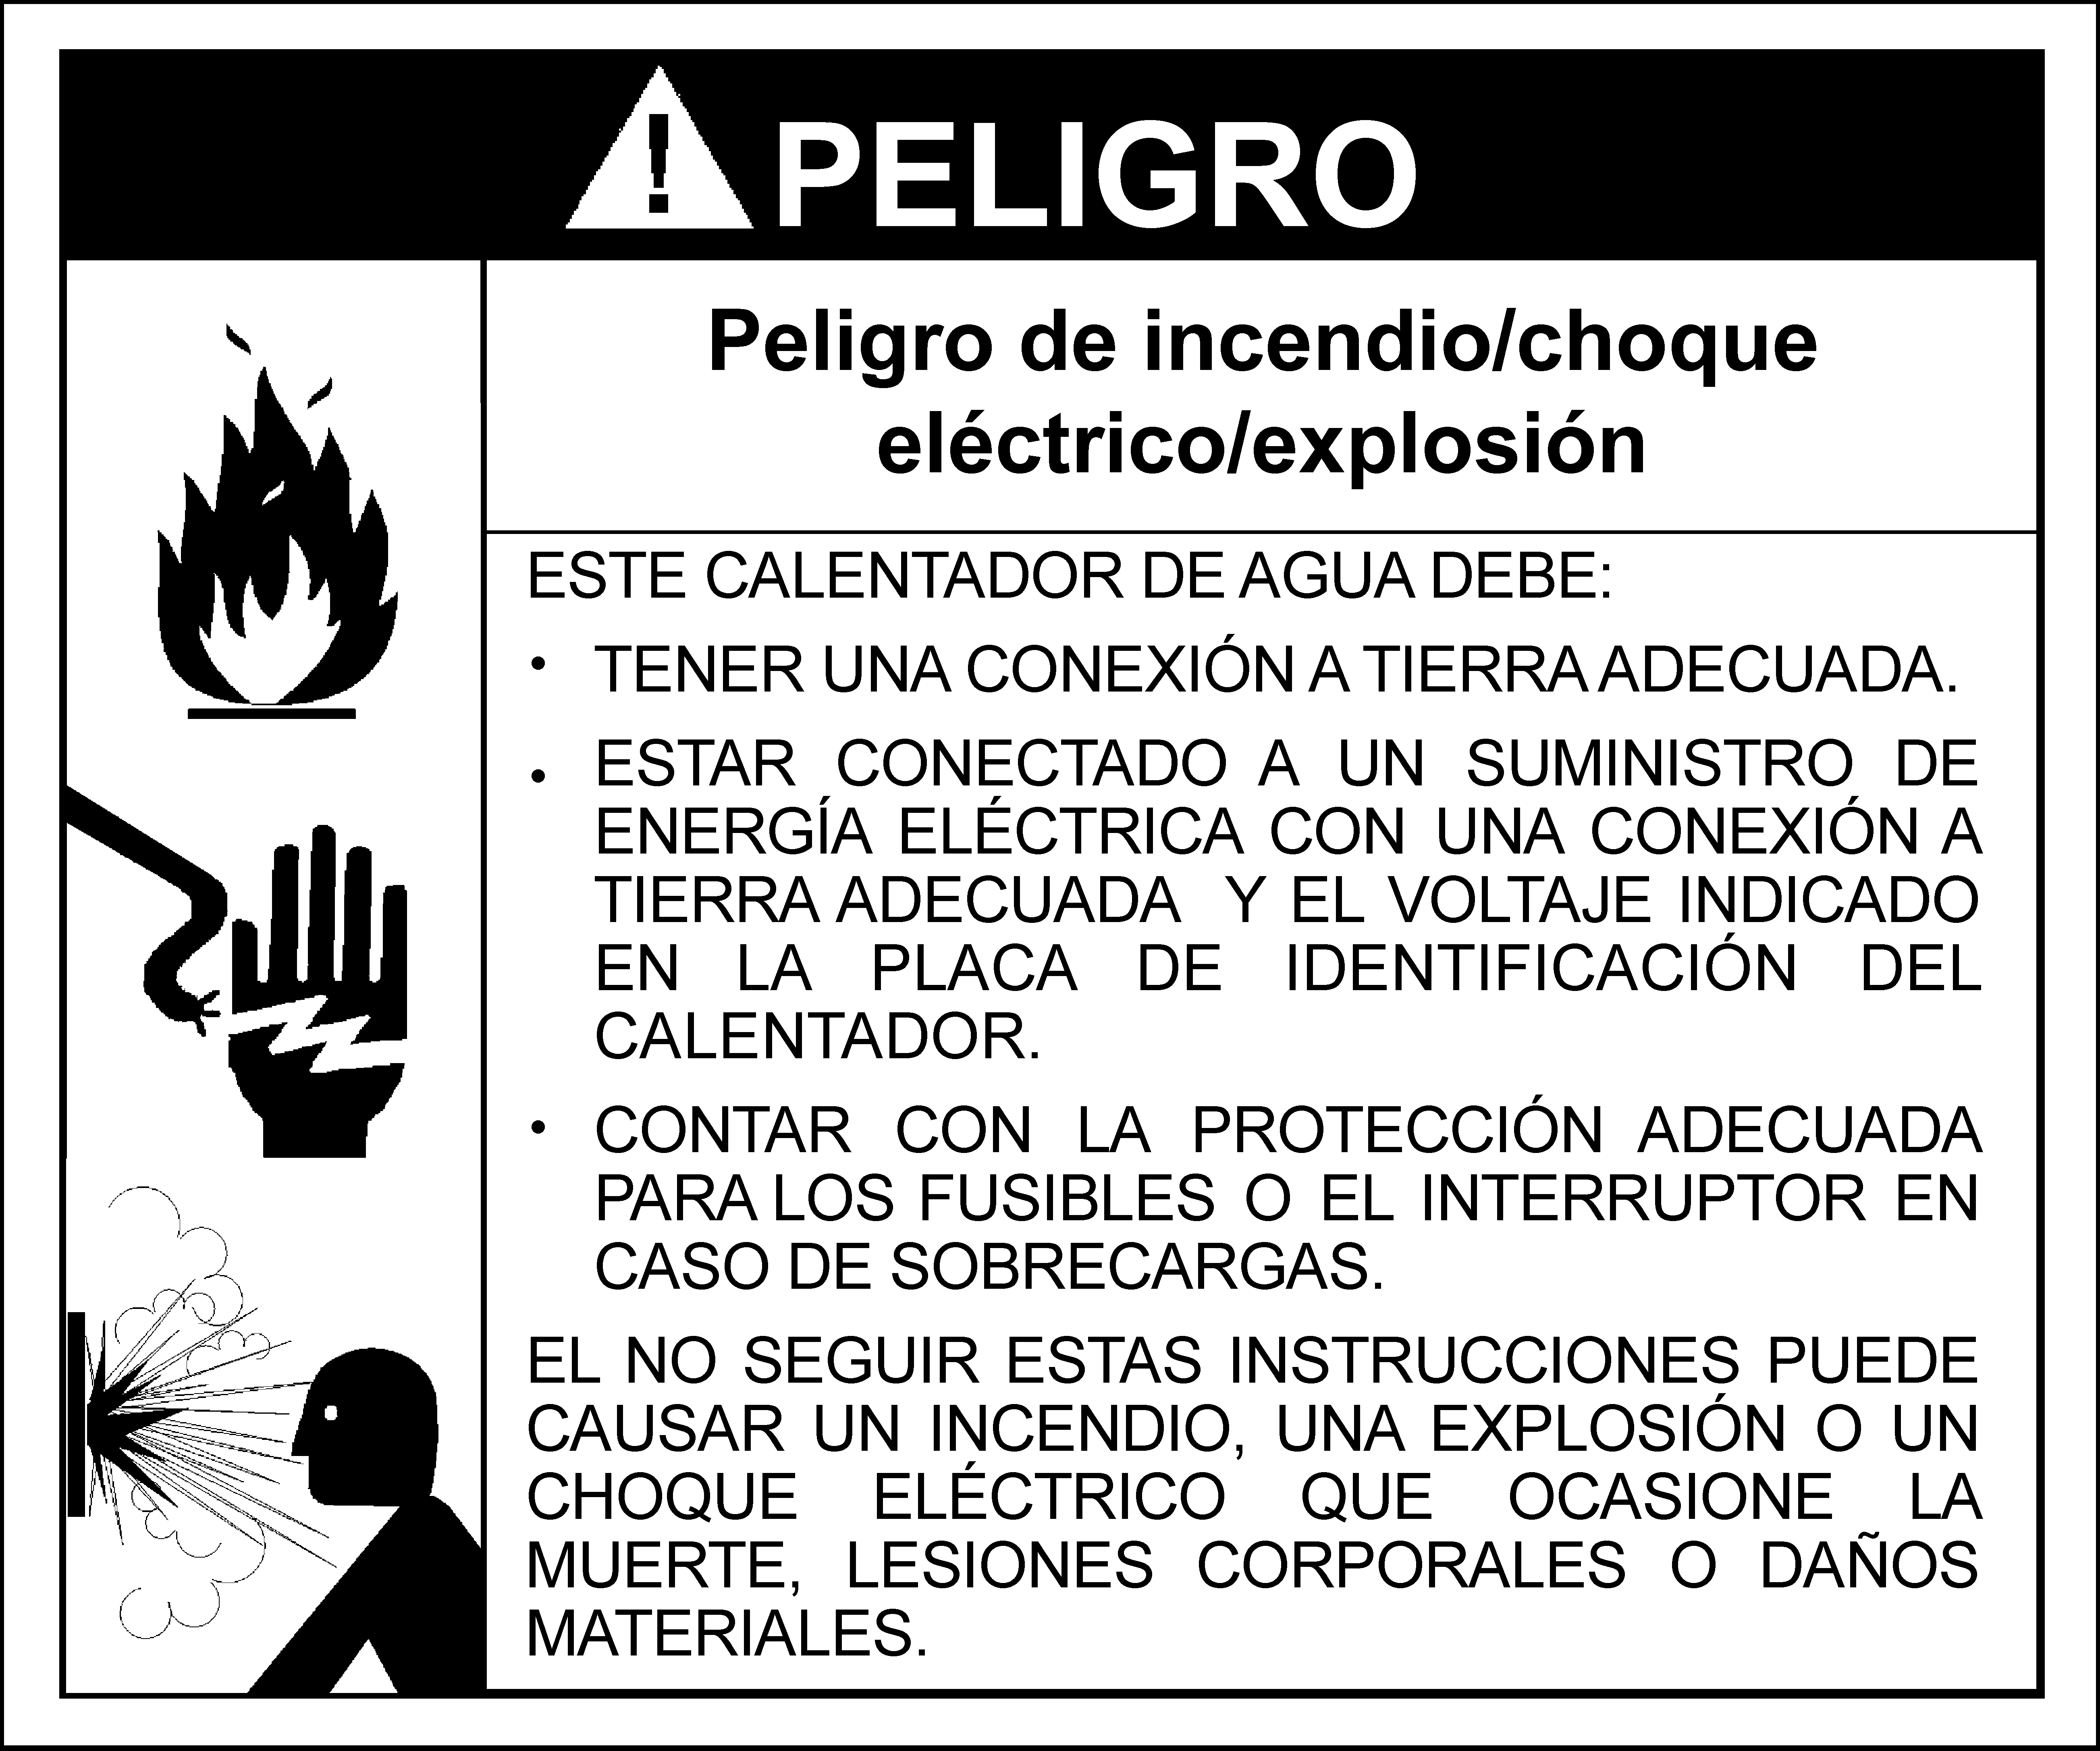 ! PELIGRO
Peligro de incendio/choque
eléctrico/explosión
ESTE CALENTADOR DE AGUA DEBE:
• TENER UNA CONEXIÓN A TIERRA ADECUADA.
• ESTAR CONECTADO A UN SUMINISTRO DE
ENERGÍA ELÉCTRICA CON UNA CONEXIÓN A
TIERRA ADECUADA Y EL VOLTAJE INDICADO
EN LA PLACA DE IDENTIFICACIÓN DEL
CALENTADOR.
• CONTAR CON LA PROTECCIÓN ADECUADA
PARA LOS FUSIBLES O EL INTERRUPTOR EN
CASO DE SOBRECARGAS.
EL NO SEGUIR ESTAS INSTRUCCIONES PUEDE
CAUSAR UN INCENDIO, UNA EXPLOSIÓN O UN
CHOQUE ELÉCTRICO QUE OCASIONE LA
MUERTE, LESIONES CORPORALES O DAÑOS
MATERIALES.